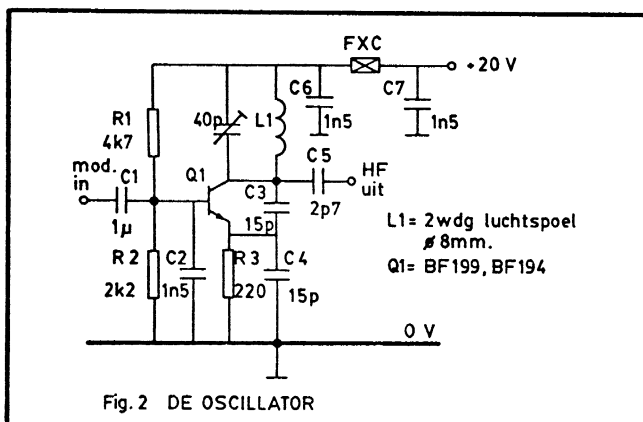 FXC
+20 V
C6
C7
1n5
1n5
R1
4k7
40p
L1
mod.
in
C1
1µ
Q1
C5
2p7
HF
uit
C3
15p
L1= 2wdg luchtspoel
ø 8mm.
Q1= BF199, BF194
R2
2k2
C2
1n5
R3
220
C4
15p
0 V
Fig. 2 DE OSCILLATOR